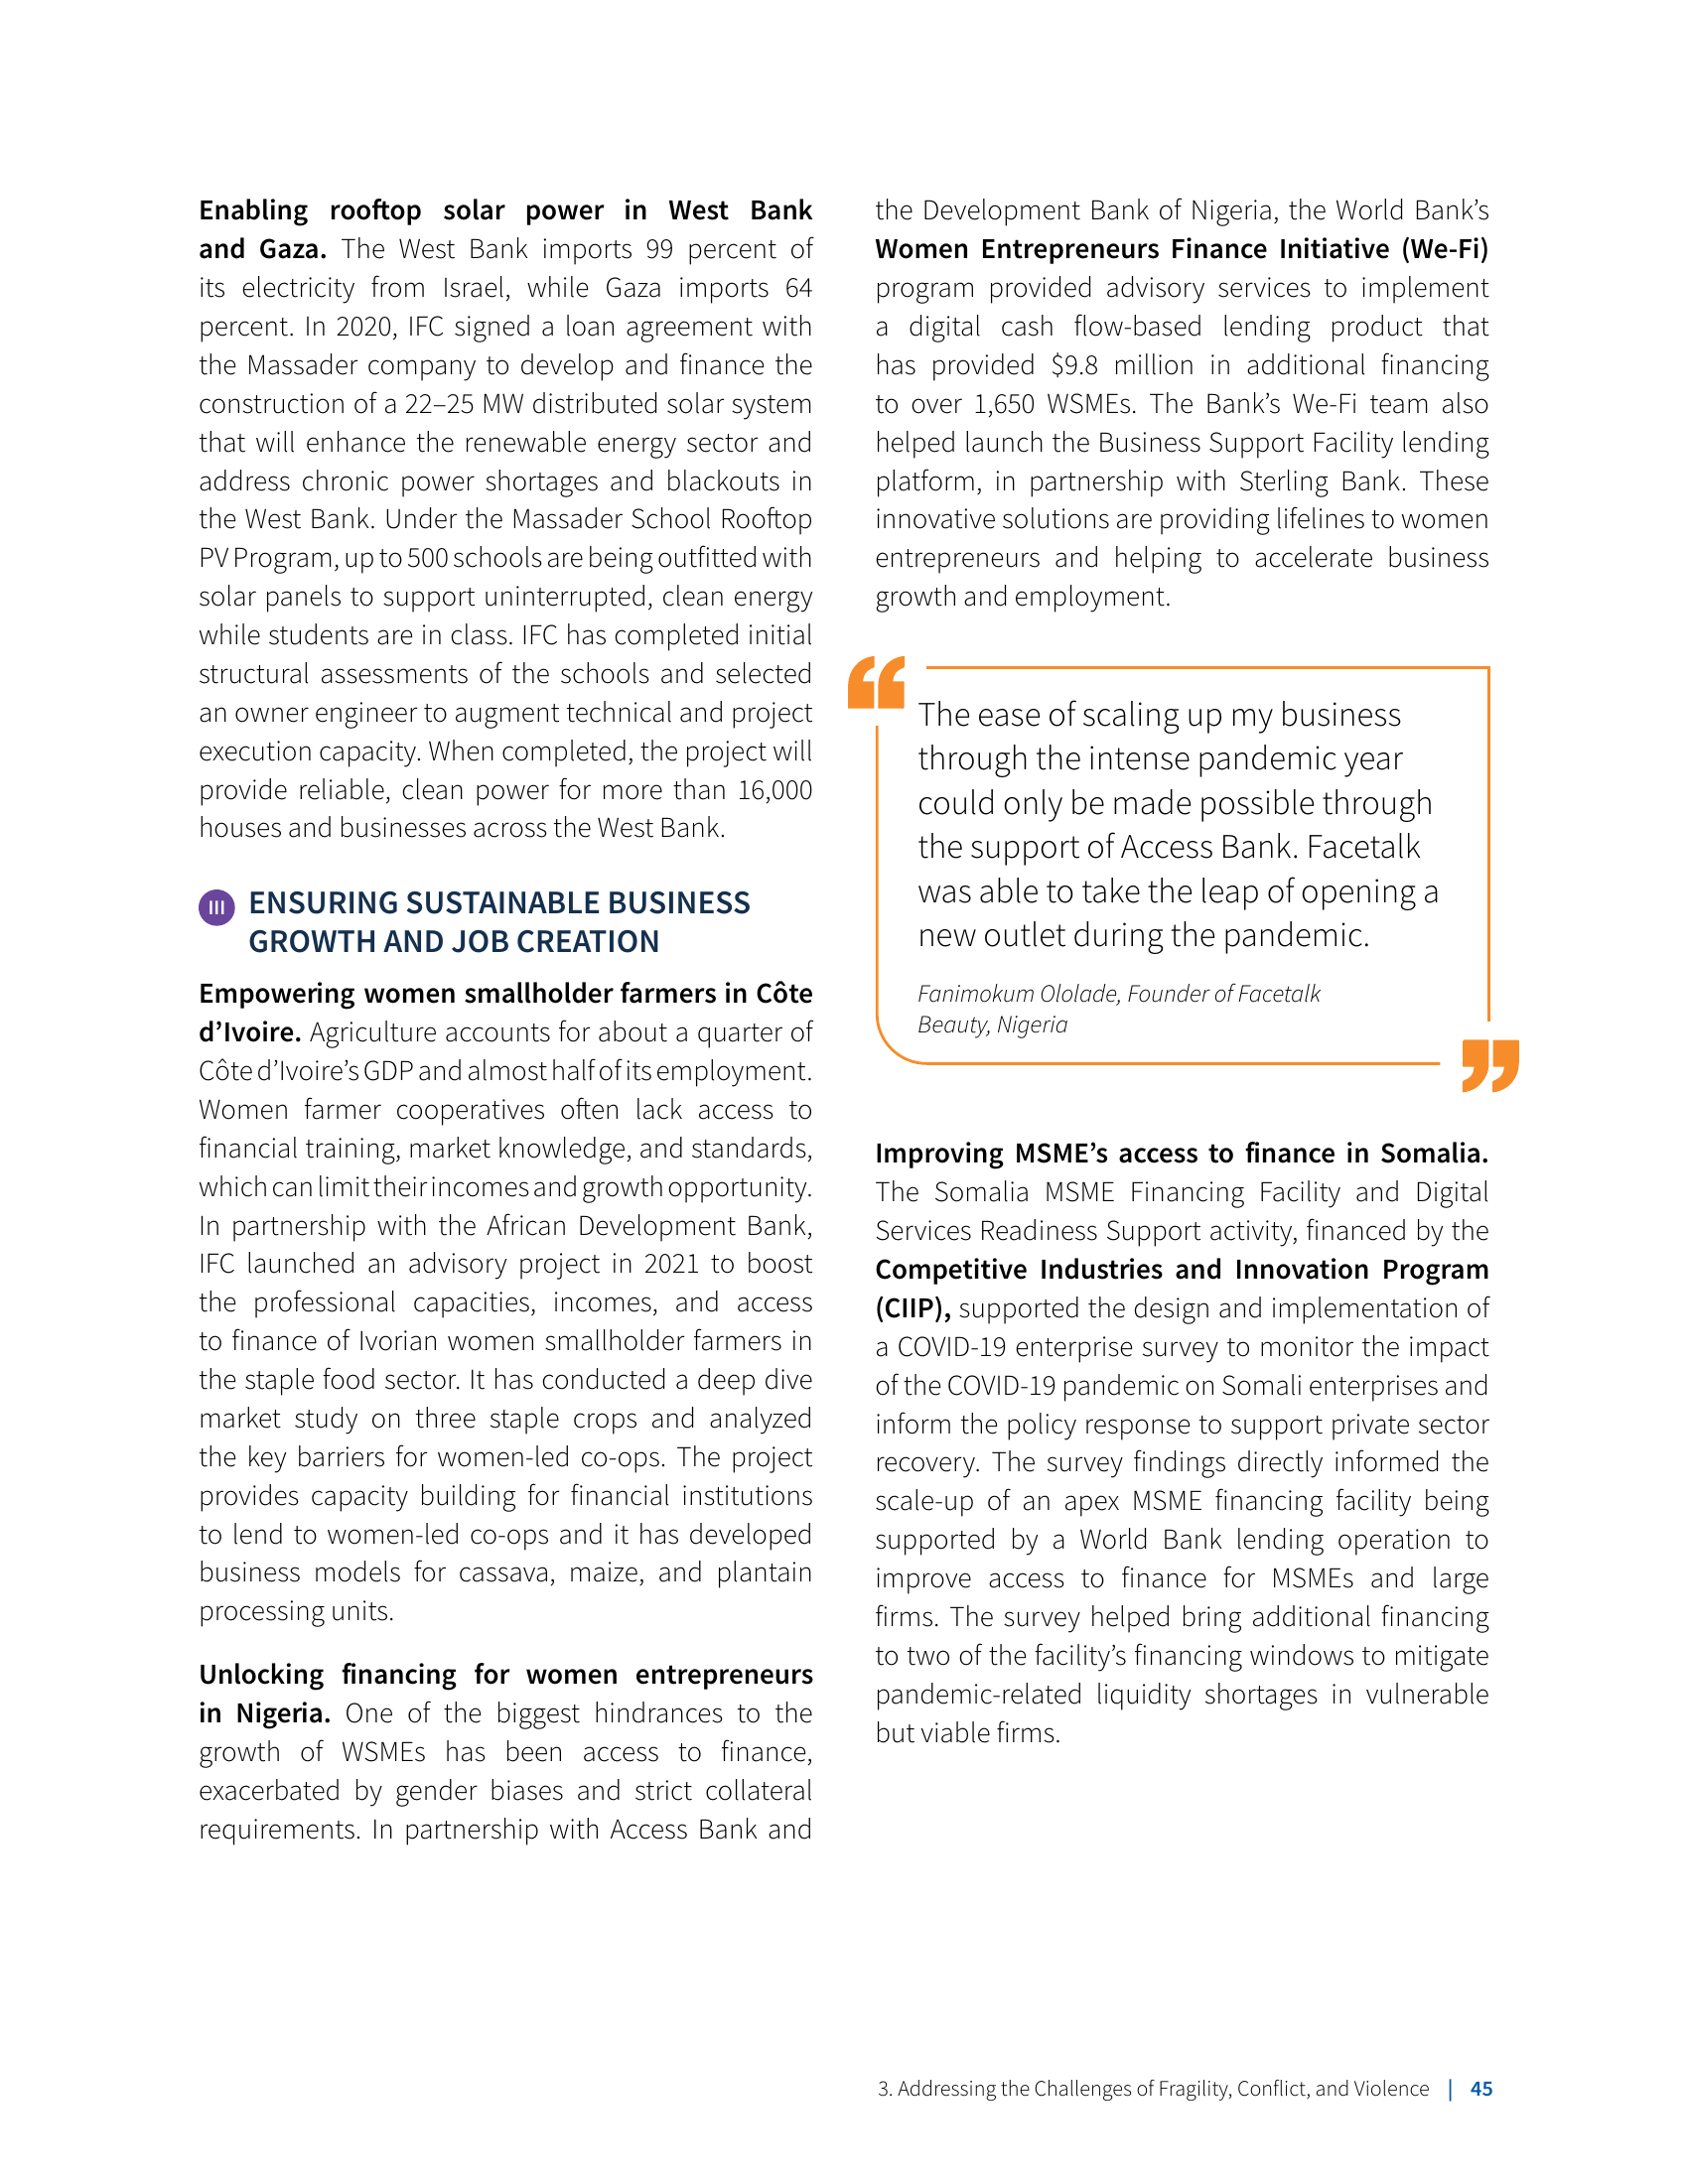 Enabling rooftop solar power in West Bank
and Gaza. The West Bank imports 99 percent of
its electricity from Israel, while Gaza imports 64
percent. In 2020, IFC signed a loan agreement with
the Massader company to develop and finance the
construction of a 22–25 MW distributed solar system
that will enhance the renewable energy sector and
address chronic power shortages and blackouts in
the West Bank. Under the Massader School Rooftop
PV Program, up to 500 schools are being outfitted with
solar panels to support uninterrupted, clean energy
while students are in class. IFC has completed initial
structural assessments of the schools and selected
an owner engineer to augment technical and project
execution capacity. When completed, the project will
provide reliable, clean power for more than 16,000
houses and businesses across the West Bank.
III ENSURING SUSTAINABLE BUSINESS
GROWTH AND JOB CREATION
Empowering women smallholder farmers in Côte
d’Ivoire. Agriculture accounts for about a quarter of
Côte d’Ivoire’s GDP and almost half of its employment.
Women farmer cooperatives often lack access to
financial training, market knowledge, and standards,
which can limit their incomes and growth opportunity.
In partnership with the African Development Bank,
IFC launched an advisory project in 2021 to boost
the professional capacities, incomes, and access
to finance of Ivorian women smallholder farmers in
the staple food sector. It has conducted a deep dive
market study on three staple crops and analyzed
the key barriers for women-led co-ops. The project
provides capacity building for financial institutions
to lend to women-led co-ops and it has developed
business models for cassava, maize, and plantain
processing units.
Unlocking financing for women entrepreneurs
in Nigeria. One of the biggest hindrances to the
growth of WSMEs has been access to finance,
exacerbated by gender biases and strict collateral
requirements. In partnership with Access Bank and
the Development Bank of Nigeria, the World Bank’s
Women Entrepreneurs Finance Initiative (We-Fi)
program provided advisory services to implement
a digital cash flow-based lending product that
has provided $9.8 million in additional financing
to over 1,650 WSMEs. The Bank’s We-Fi team also
helped launch the Business Support Facility lending
platform, in partnership with Sterling Bank. These
innovative solutions are providing lifelines to women
entrepreneurs and helping to accelerate business
growth and employment.
“
The ease of scaling up my business
through the intense pandemic year
could only be made possible through
the support of Access Bank. Facetalk
was able to take the leap of opening a
new outlet during the pandemic.
Fanimokum Ololade, Founder of Facetalk
Beauty, Nigeria
”
Improving MSME’s access to finance in Somalia.
The Somalia MSME Financing Facility and Digital
Services Readiness Support activity, financed by the
Competitive Industries and Innovation Program
(CIIP), supported the design and implementation of
a COVID-19 enterprise survey to monitor the impact
of the COVID-19 pandemic on Somali enterprises and
inform the policy response to support private sector
recovery. The survey findings directly informed the
scale-up of an apex MSME financing facility being
supported by a World Bank lending operation to
improve access to finance for MSMEs and large
firms. The survey helped bring additional financing
to two of the facility’s financing windows to mitigate
pandemic-related liquidity shortages in vulnerable
but viable firms.
3. Addressing the Challenges of Fragility, Conflict, and Violence | 45